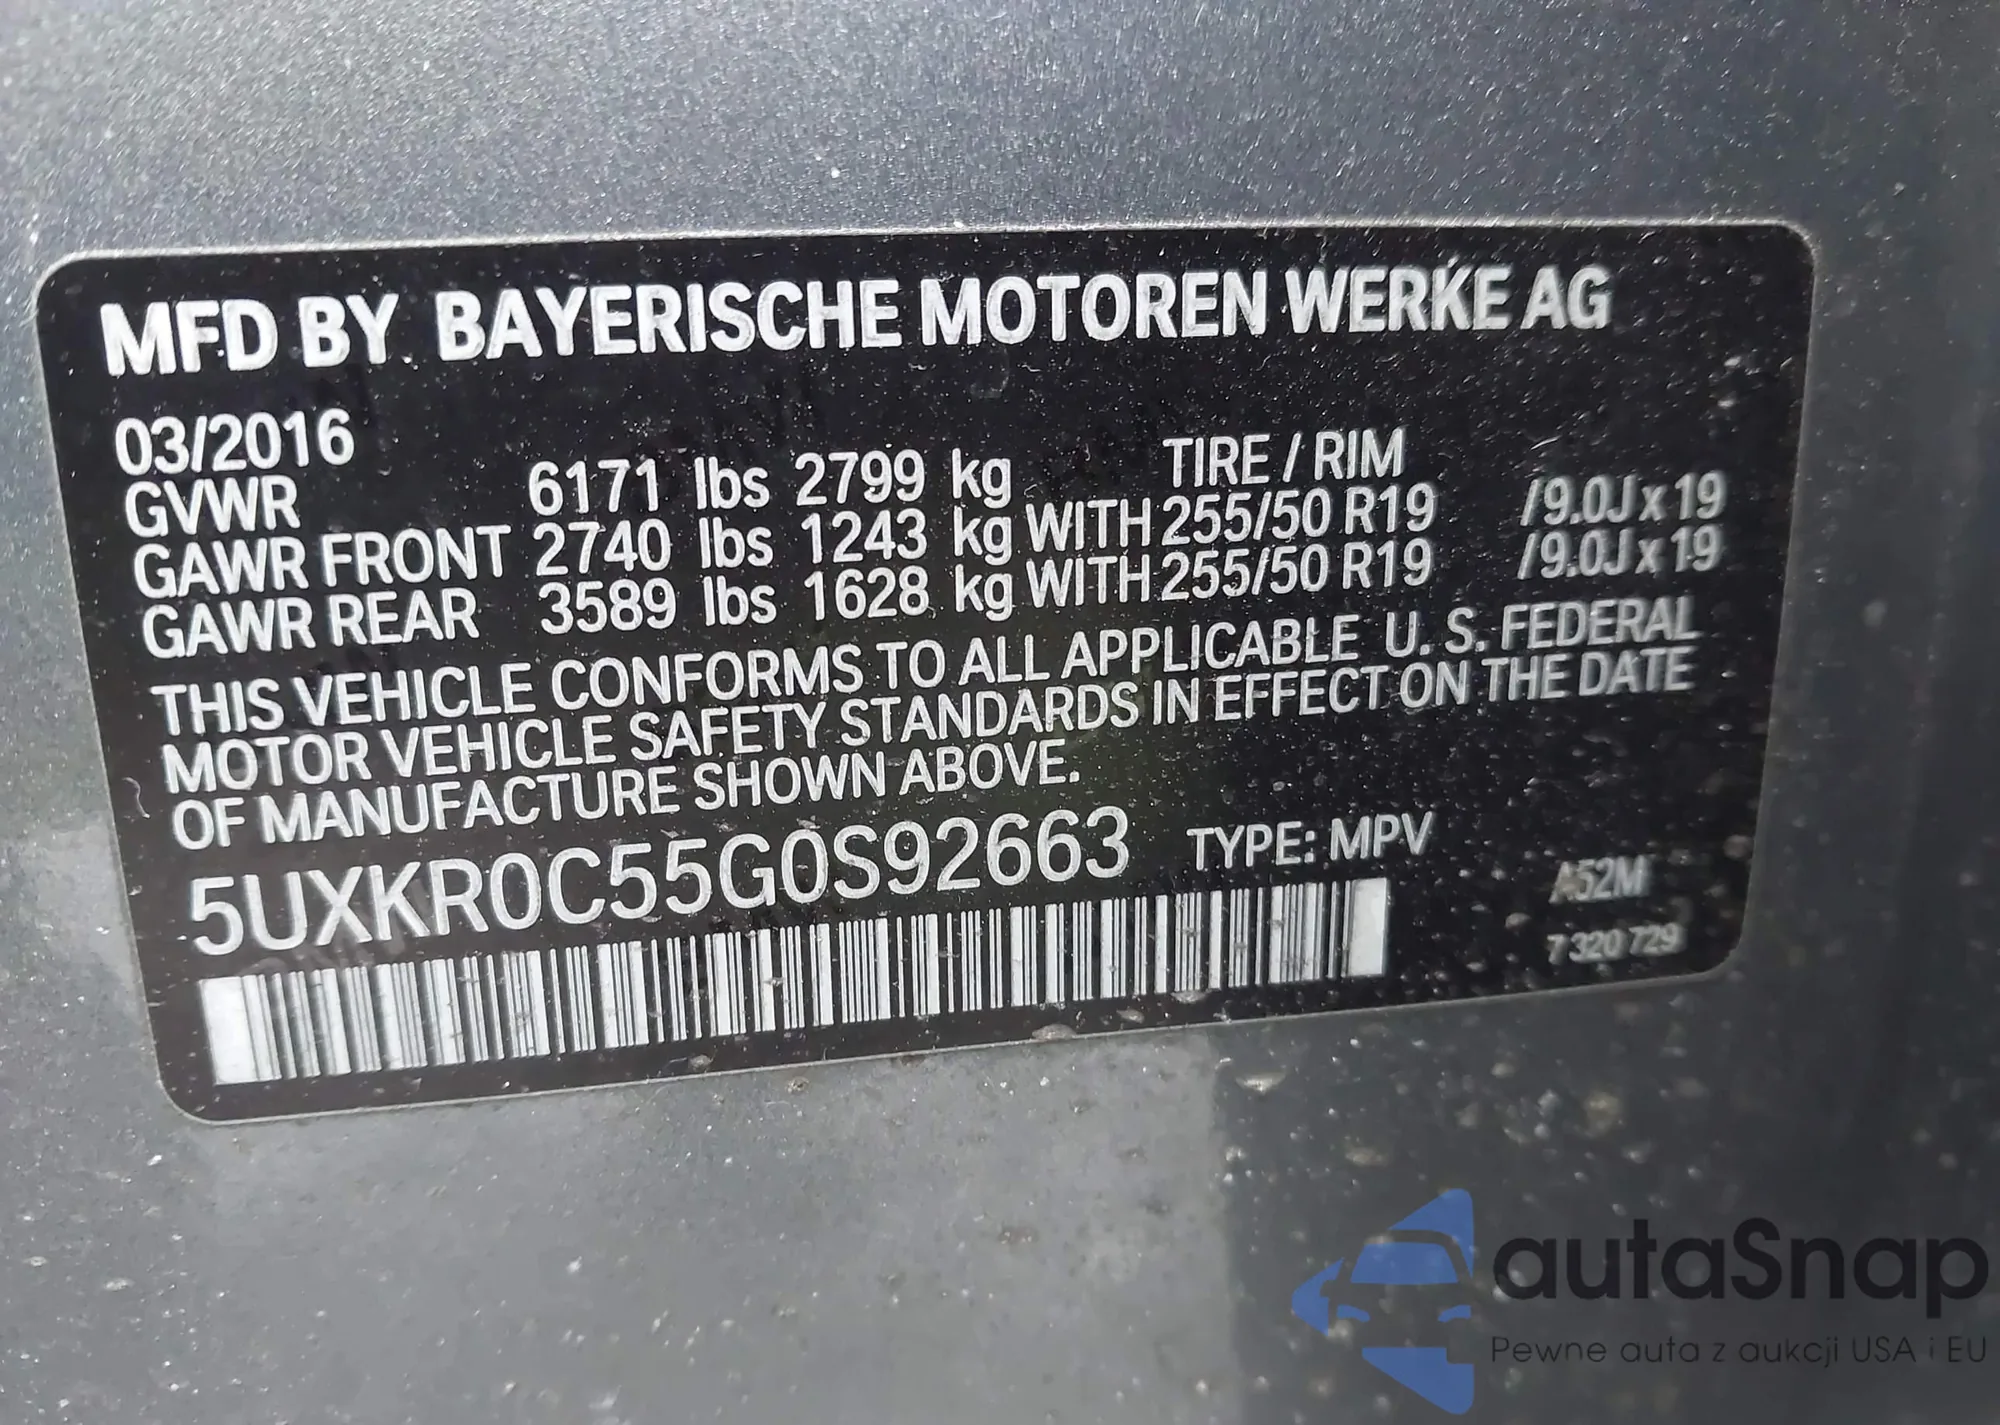 MFD BY BAYERISCHE MOTOREN WERKE AG
03/2016 TIRE / RIM
GVWR 6171 lbs 2799 kg
GAWR FRONT 2740 lbs 1243 kg WITH 255/50 R19 /9.0J x 19
GAWR REAR 3589 lbs 1628 kg WITH 255/50 R19 /9.0J x 19
THIS VEHICLE CONFORMS TO ALL APPLICABLE U. S. FEDERAL
MOTOR VEHICLE SAFETY STANDARDS IN EFFECT ON THE DATE
OF MANUFACTURE SHOWN ABOVE.
5UXKR0C55G0S92663 TYPE: MPV
A52M
7 320 729
autaSnap
Pewne auta z aukcji USA i EU